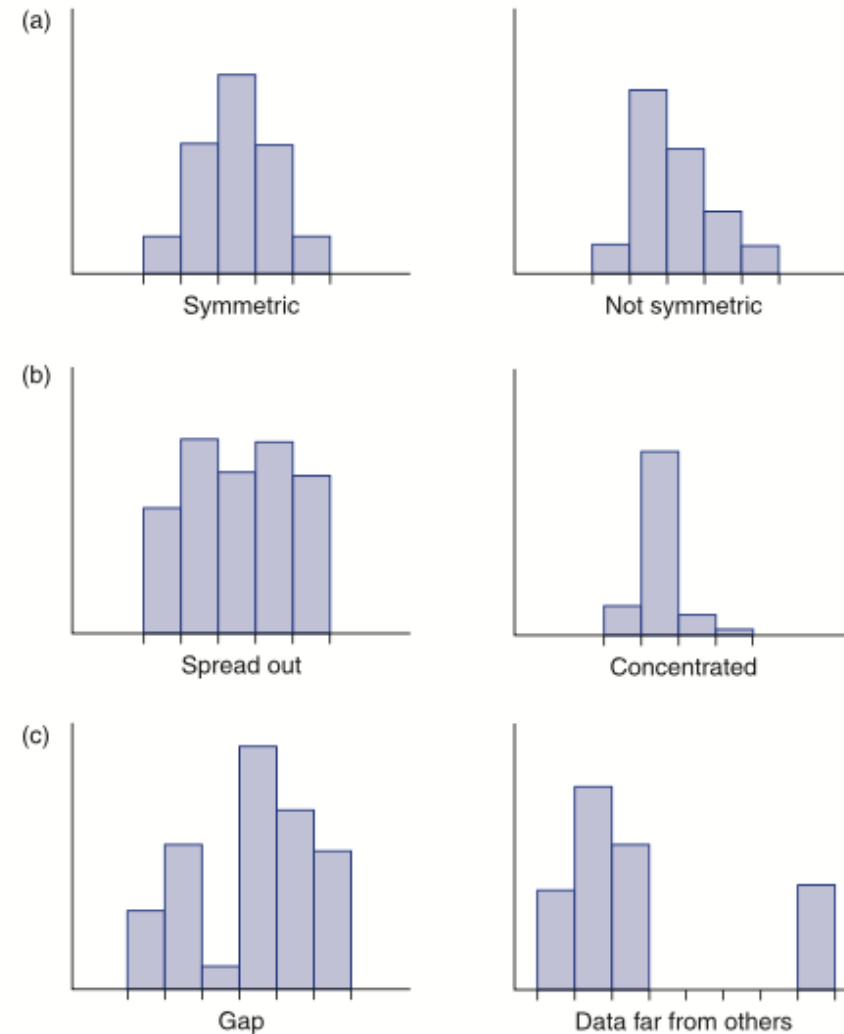 (a)
Symmetric
Not symmetric
(b)
Spread out
Concentrated
(c)
Gap
Data far from others